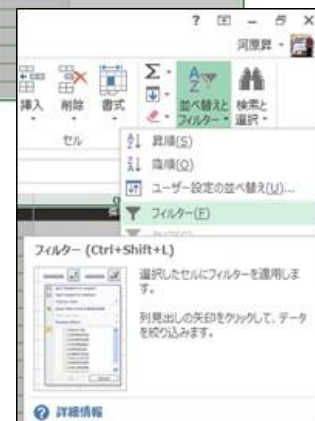 ? 
河原昇
挿入 削除 書式 並べ替えと フィルター 検索と 選択
セル
昇順(S)
降順(O)
ユーザー設定の並べ替え(U)...
フィルター(F)
フィルター (Ctrl+Shift+L)
選択したセルにフィルターを適用しま
す。
列見出しの矢印をクリックして、データ
を絞り込みます。
詳細情報